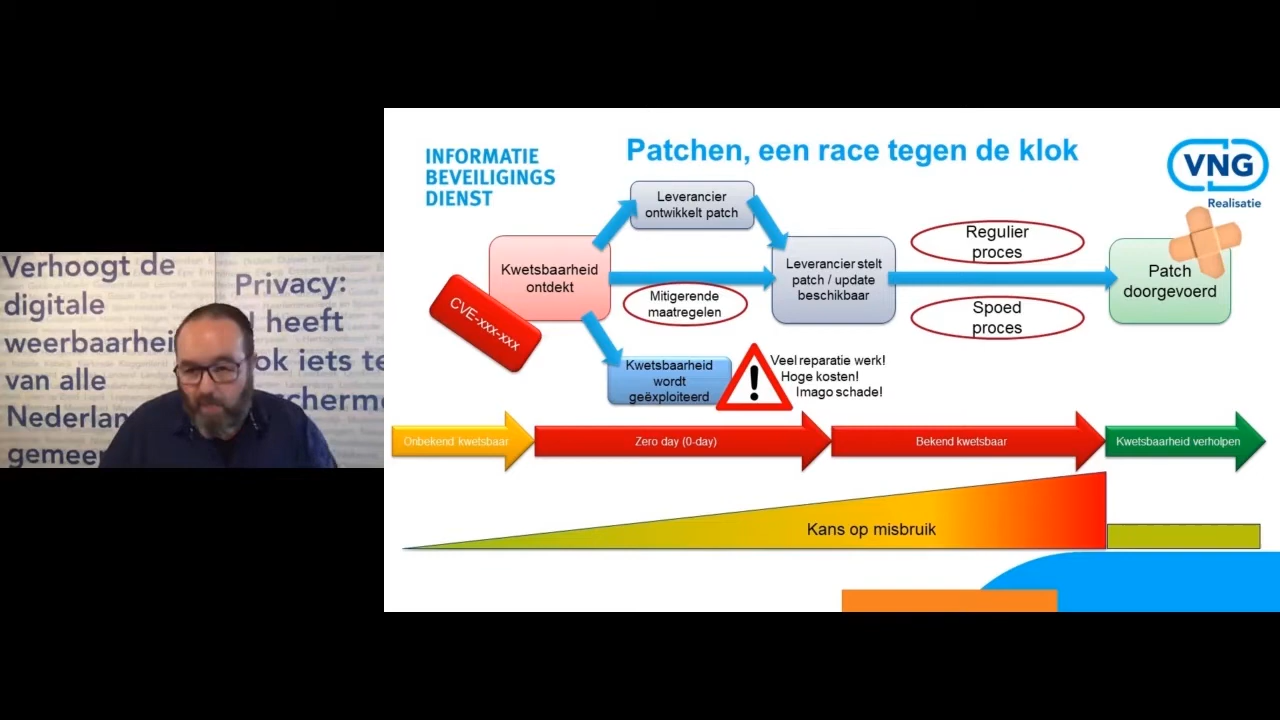 Verhoogt de
digitale
weerbaarhei
van alle
Nederlan
gemee
Privacy:
heeft
ok iets te
scherme
INFORMATIE
BEVEILIGINGS
DIENST
Patchen, een race tegen de klok
VNG
Realisatie
Leverancier
ontwikkelt patch
Kwetsbaarheid
ontdekt
CVE-xxx-xxx
Mitigerende
maatregelen
Leverancier stelt
patch / update
beschikbaar
Regulier
proces
Spoed
proces
Patch
doorgevoerd
Kwetsbaarheid
wordt
geëxploiteerd
!
Veel reparatie werk!
Hoge kosten!
Imago schade!
Onbekend kwetsbaar
Zero day (0-day)
Bekend kwetsbaar
Kwetsbaarheid verholpen
Kans op misbruik